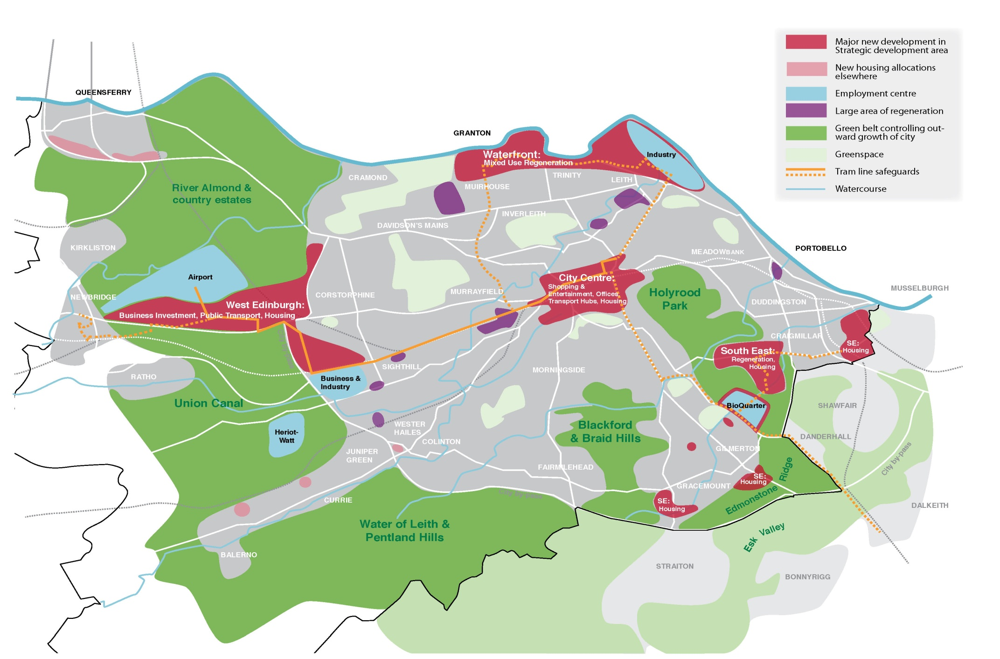 Major new development in
Strategic development area
New housing allocations
elsewhere
Employment centre
Large area of regeneration
Green belt controlling out-
ward growth of city
Greenspace
Tram line safeguards
Watercourse
QUEENSFERRY
GRANTON
Waterfront:
Mixed Use Regeneration
Industry
CRAMOND
TRINITY
LEITH
MUIRHOUSE
River Almond &
country estates
INVERLEITH
DAVIDSON'S MAINS
KIRKLISTON
PORTOBELLO
MEADOWBANK
Airport
City Centre:
Shopping &
Entertainment, Offices,
Transport Hubs, Housing
MUSSELBURGH
NEWBRIDGE
CORSTORPHINE
MURRAYFIELD
Holyrood
Park
DUDDINGSTON
West Edinburgh:
Business Investment, Public Transport, Housing
City by-pass
CRAIGMILLAR
SE:
Housing
South East:
Regeneration,
Housing
SIGHTHILL
MORNINGSIDE
RATHO
Business &
Industry
Union Canal
BioQuarter
SHAWFAIR
Heriot-
Watt
WESTER
HAILES
COLINTON
Blackford
& Braid Hills
DANDERHALL
JUNIPER
GREEN
GILMERTON
City by-pass
FAIRMILEHEAD
Ridge
SE:
Housing
GRACEMOUNT
Edmonstone
City by-pass
CURRIE
SE:
Housing
DALKEITH
Water of Leith &
Pentland Hills
Esk Valley
BALERNO
STRAITON
BONNYRIGG